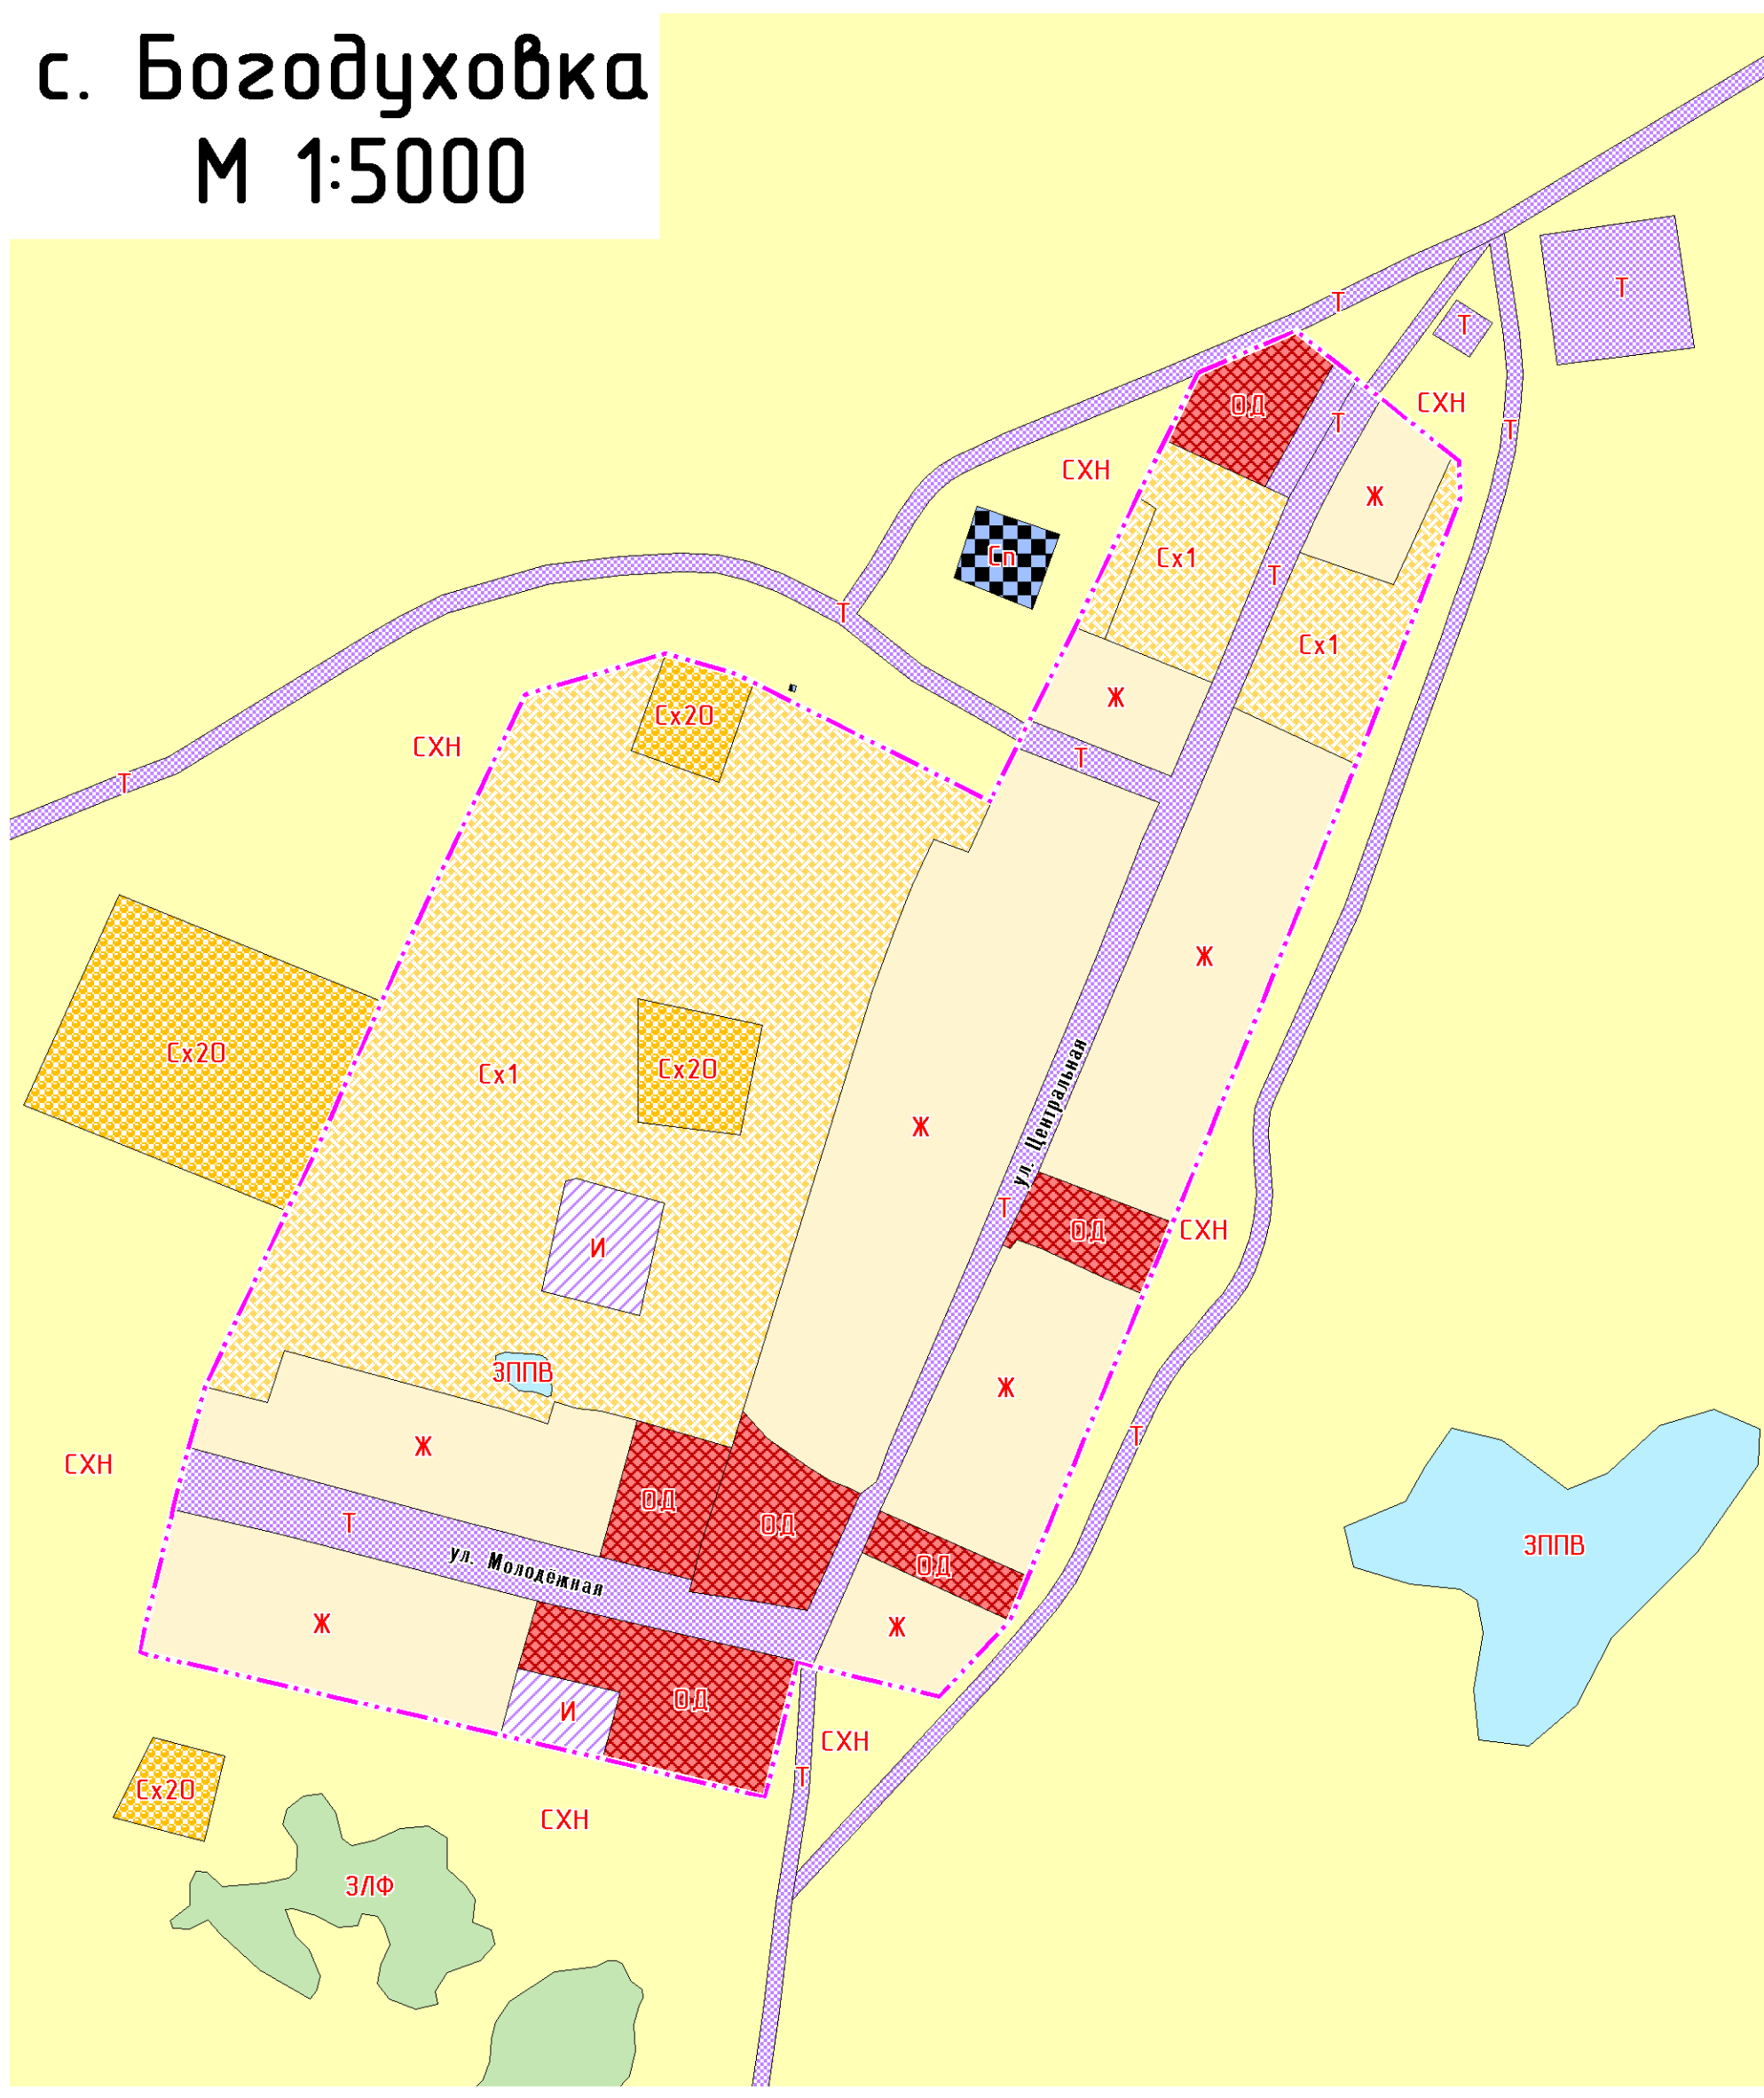 с. Богодуховка
М 1:5000
Т
Т
Т
Т
СХН
ОД
Т
Т
СХН
Ж
Сп
Сх1
Т
Т
Сх1
Ж
Сх20
СХН
Т
Т
Ж
Сх20
Сх1
Сх20
ул. Центральная
Ж
Т
ОД
СХН
И
ЗППВ
Ж
Т
Ж
СХН
ОД
Т
ОД
ЗППВ
ОД
ул. Молодёжная
Ж
Ж
ОД
И
СХН
Т
Сх20
СХН
ЗЛФ